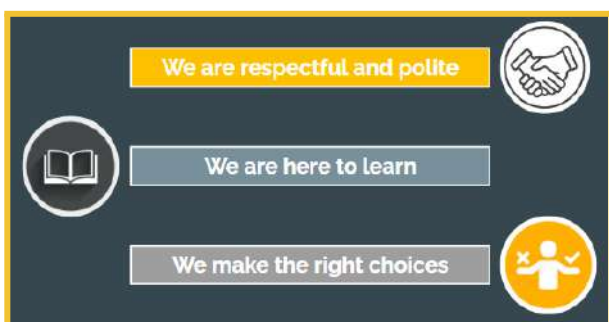 We are respectful and polite
We are here to learn
We make the right choices